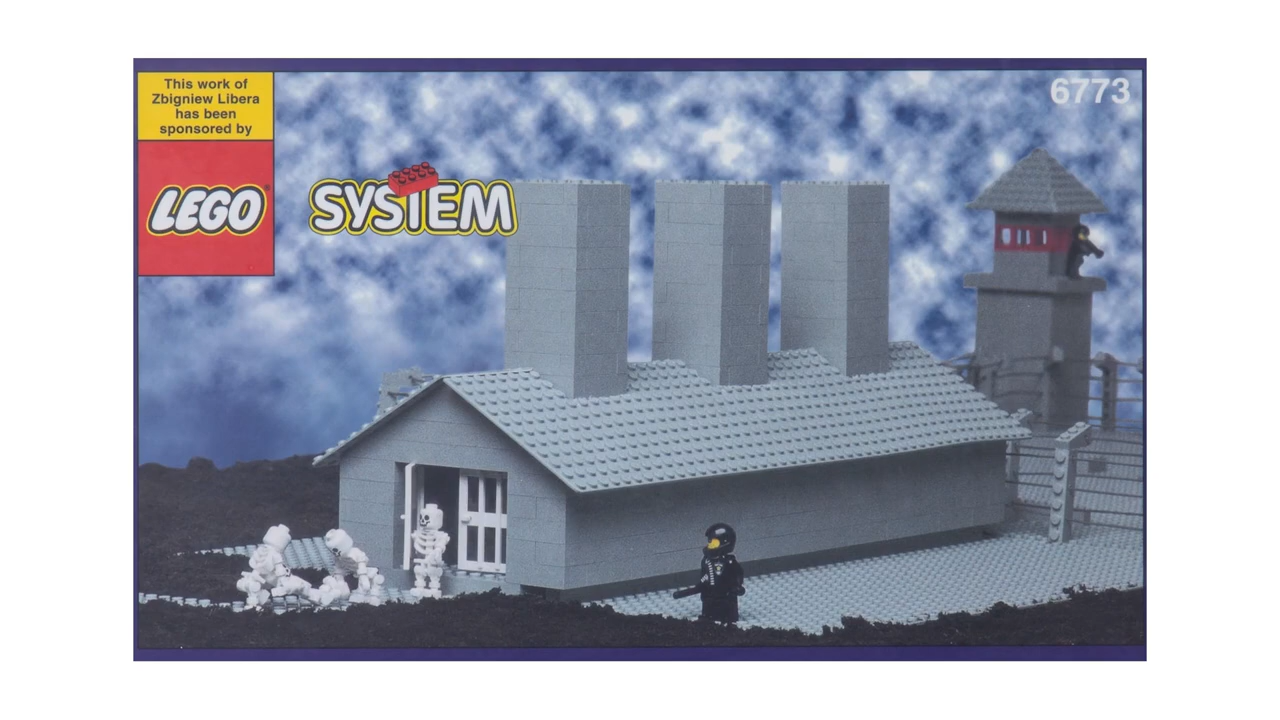 This work of
Zbigniew Libera
has been
sponsored by
LEGO
SYSTEM
6773